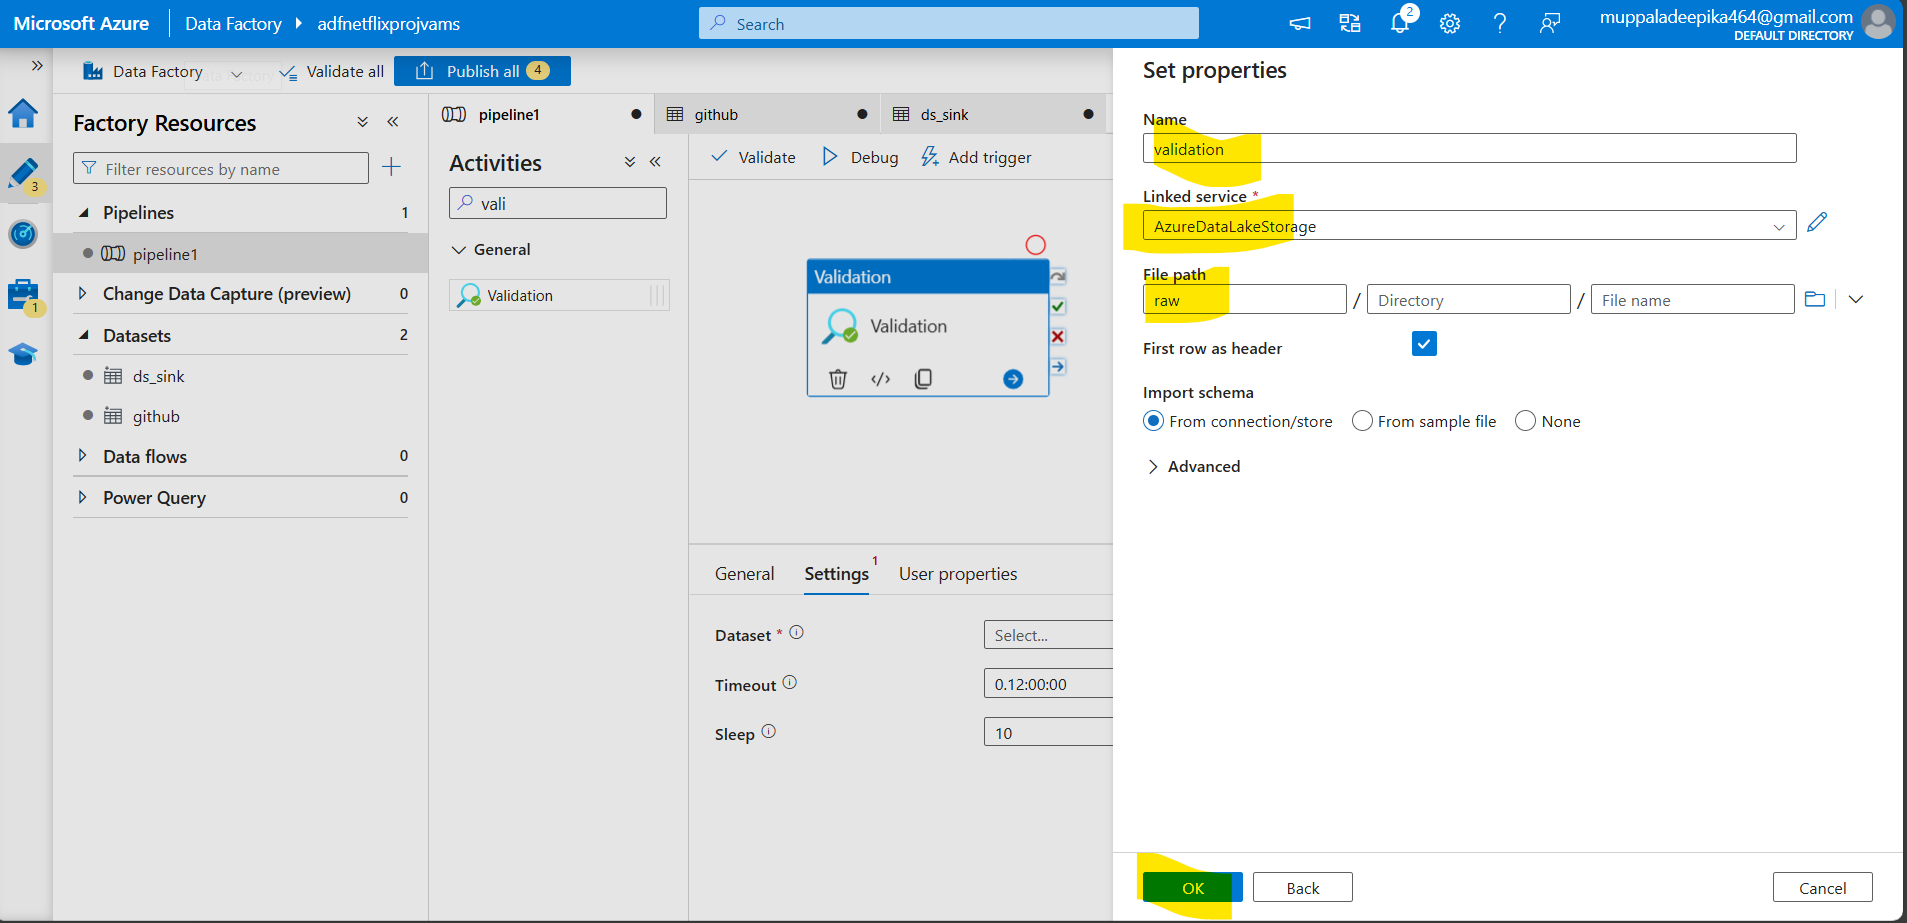 Microsoft Azure
Data Factory
adfnetflixprojvams
Search
2
muppaladeepika464@gmail.com
DEFAULT DIRECTORY
Data Factory
Validate all
Publish all
4
3
1
Factory Resources
Filter resources by name
Pipelines
1
pipeline1
Change Data Capture (preview)
0
Datasets
2
ds_sink
github
Data flows
0
Power Query
0
pipeline1
github
ds_sink
Activities
vali
General
Validation
Validate
Debug
Add trigger
Validation
Validation
General
Settings
1
User properties
Dataset *
Select...
Timeout
0.12:00:00
Sleep
10
Set properties
Name
validation
Linked service *
AzureDataLakeStorage
File path
raw
/
Directory
/
File name
First row as header
Import schema
From connection/store
From sample file
None
Advanced
OK
Back
Cancel